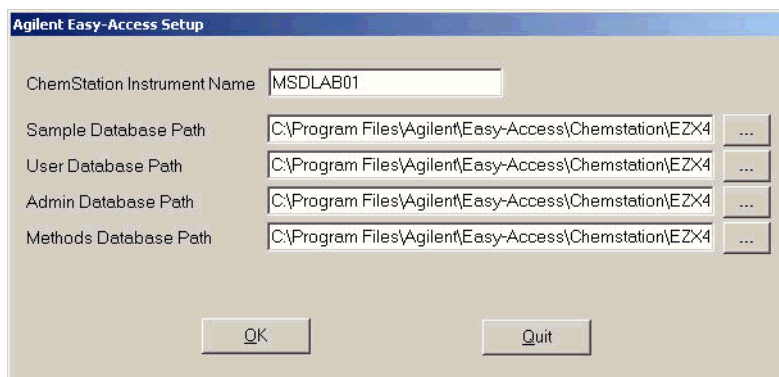 Agilent Easy-Access Setup
ChemStation Instrument Name MSDLAB01
Sample Database Path C:\Program Files\Agilent\Easy-Access\Chemstation\EZX4 ...
User Database Path C:\Program Files\Agilent\Easy-Access\Chemstation\EZX4 ...
Admin Database Path C:\Program Files\Agilent\Easy-Access\Chemstation\EZX4 ...
Methods Database Path C:\Program Files\Agilent\Easy-Access\Chemstation\EZX4 ...
OK Quit